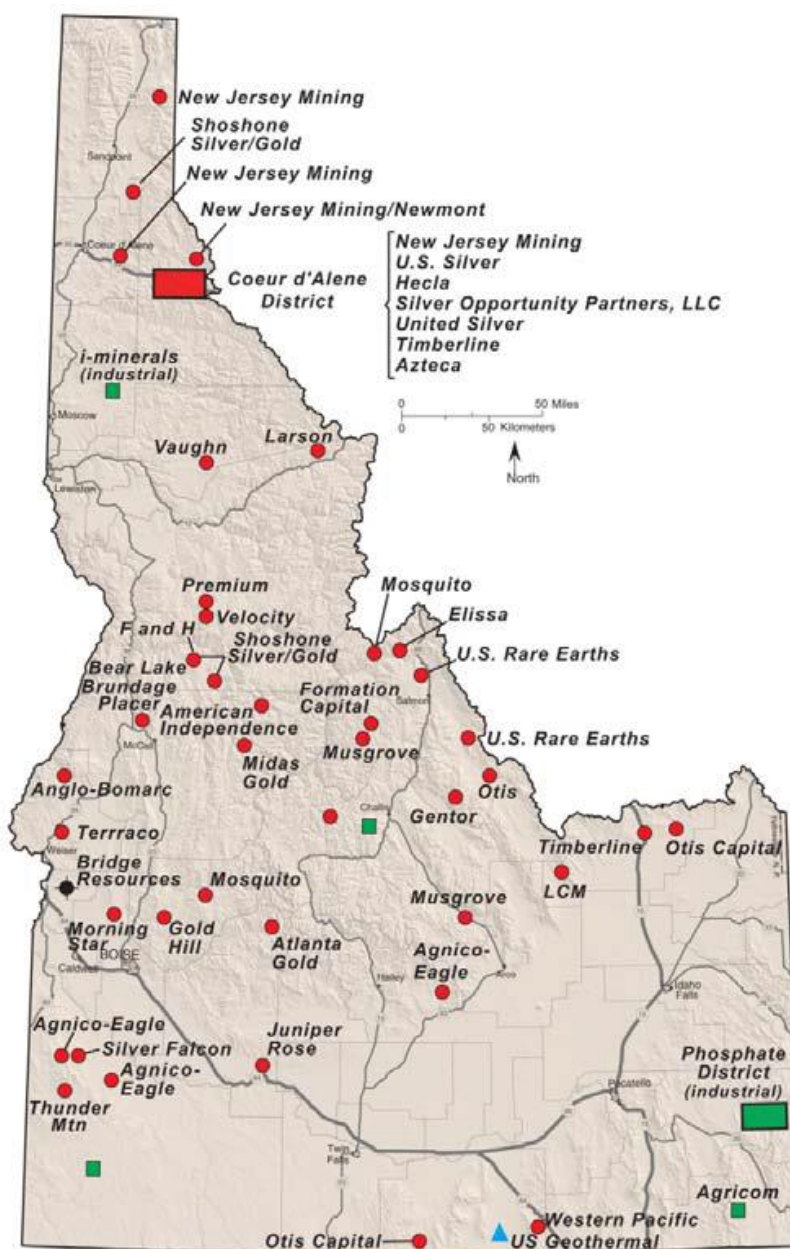 New Jersey Mining
Shoshone
Silver/Gold
Sandpoint
New Jersey Mining
New Jersey Mining/Newmont
Coeur d'Alene
New Jersey Mining
U.S. Silver
Hecla
Silver Opportunity Partners, LLC
United Silver
Timberline
Azteca
Coeur d'Alene
District
i-minerals
(industrial)
0 50 Miles
0 50 Kilometers
North
Moscow
Vaughn
Larson
Lewiston
Premium
Velocity
Mosquito
Elissa
F and H
Shoshone
Silver/Gold
U.S. Rare Earths
Bear Lake
Brundage
Placer
Salmon
American
Independence
Formation
Capital
McCall
Musgrove
U.S. Rare Earths
Midas
Gold
Anglo-Bomarc
Otis
Gentor
Challis
Terrraco
Weiser
Timberline
Otis Capital
Bridge
Resources
Mosquito
LCM
Musgrove
Morning
Star
Gold
Hill
Atlanta
Gold
BOISE
Caldwell
Agnico-
Eagle
Hailey
Arco
Idaho
Falls
Agnico-Eagle
Silver Falcon
Agnico-
Eagle
Juniper
Rose
Thunder
Mtn
Phosphate
District
(industrial)
Pocatello
Twin
Falls
Agricom
Western Pacific
US Geothermal
Otis Capital